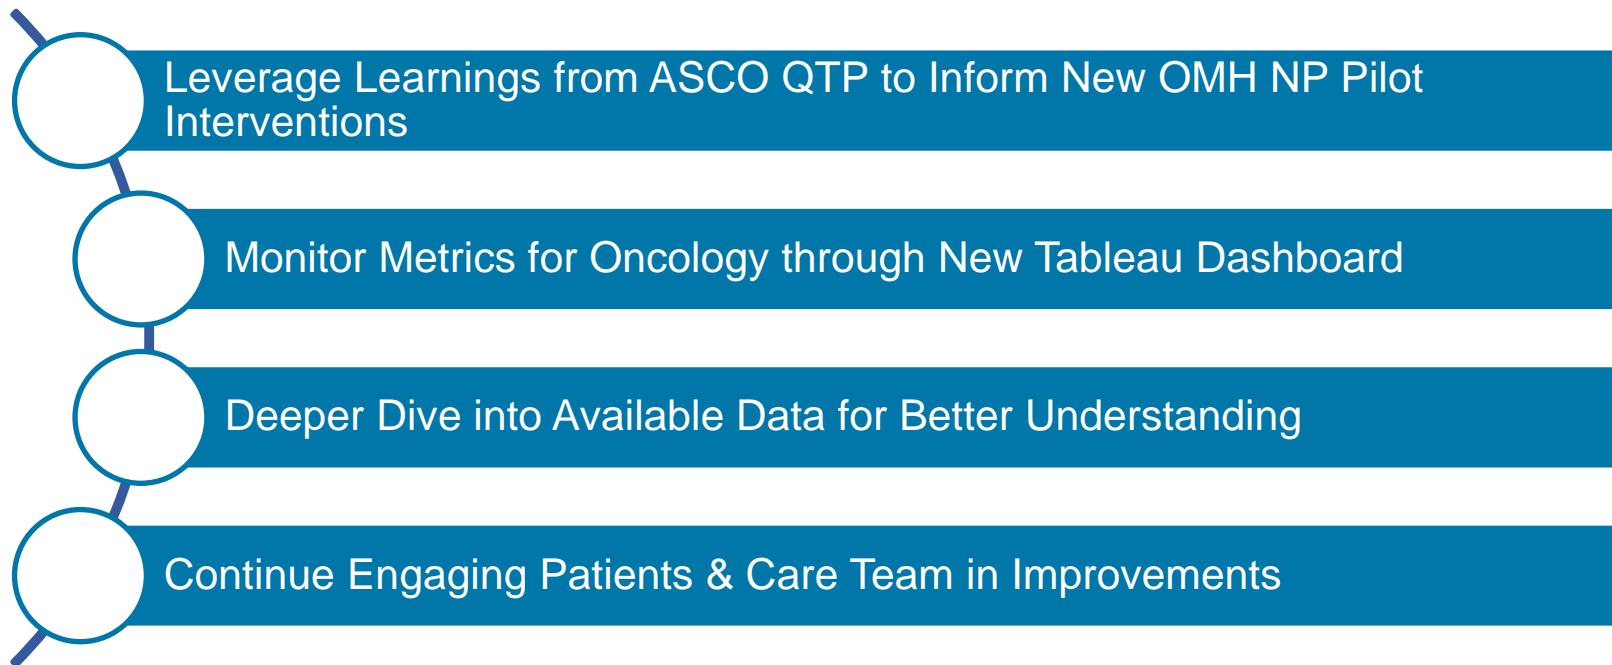 Leverage Learnings from ASCO QTP to Inform New OMH NP Pilot
Interventions
Monitor Metrics for Oncology through New Tableau Dashboard
Deeper Dive into Available Data for Better Understanding
Continue Engaging Patients & Care Team in Improvements